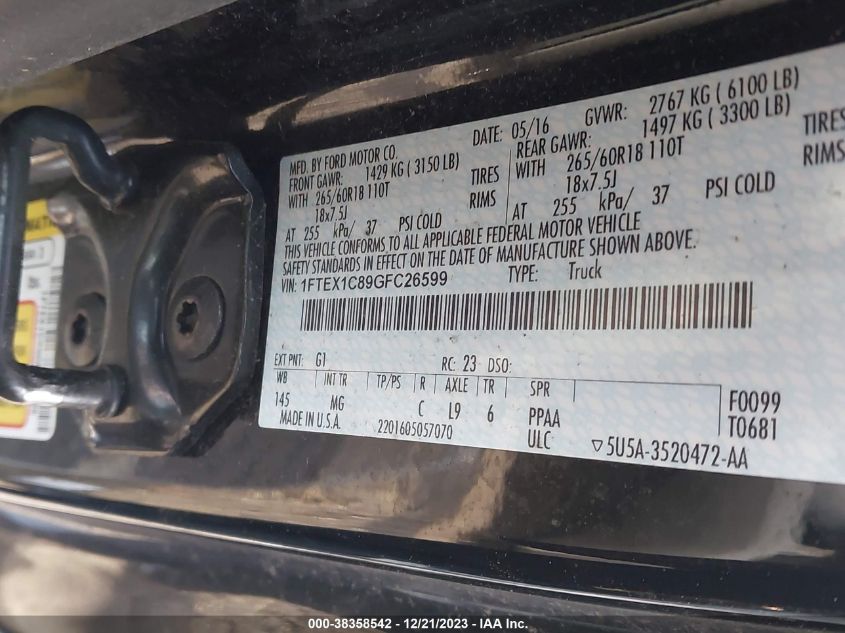 MFD. BY FORD MOTOR CO.
DATE: 05/16 GVWR: 2767 KG ( 6100 LB)
FRONT GAWR: 1429 KG ( 3150 LB) REAR GAWR: 1497 KG ( 3300 LB)
WITH 265/60R18 110T TIRES WITH 265/60R18 110T TIRES
18x7.5J RIMS 18x7.5J RIMS
AT 255 kPa/ 37 PSI COLD AT 255 kPa/ 37 PSI COLD
THIS VEHICLE CONFORMS TO ALL APPLICABLE FEDERAL MOTOR VEHICLE
SAFETY STANDARDS IN EFFECT ON THE DATE OF MANUFACTURE SHOWN ABOVE.
VIN: 1FTEX1C89GFC26599 TYPE: Truck
EXT PNT: G1 RC: 23 DSO:
WB INT TR TP/PS R AXLE TR SPR
145 MG C L9 6 PPAA F0099
MADE IN U.S.A. 2201605057070 ULC T0681
▽5U5A-3520472-AA
000-38358542 - 12/21/2023 - IAA Inc.